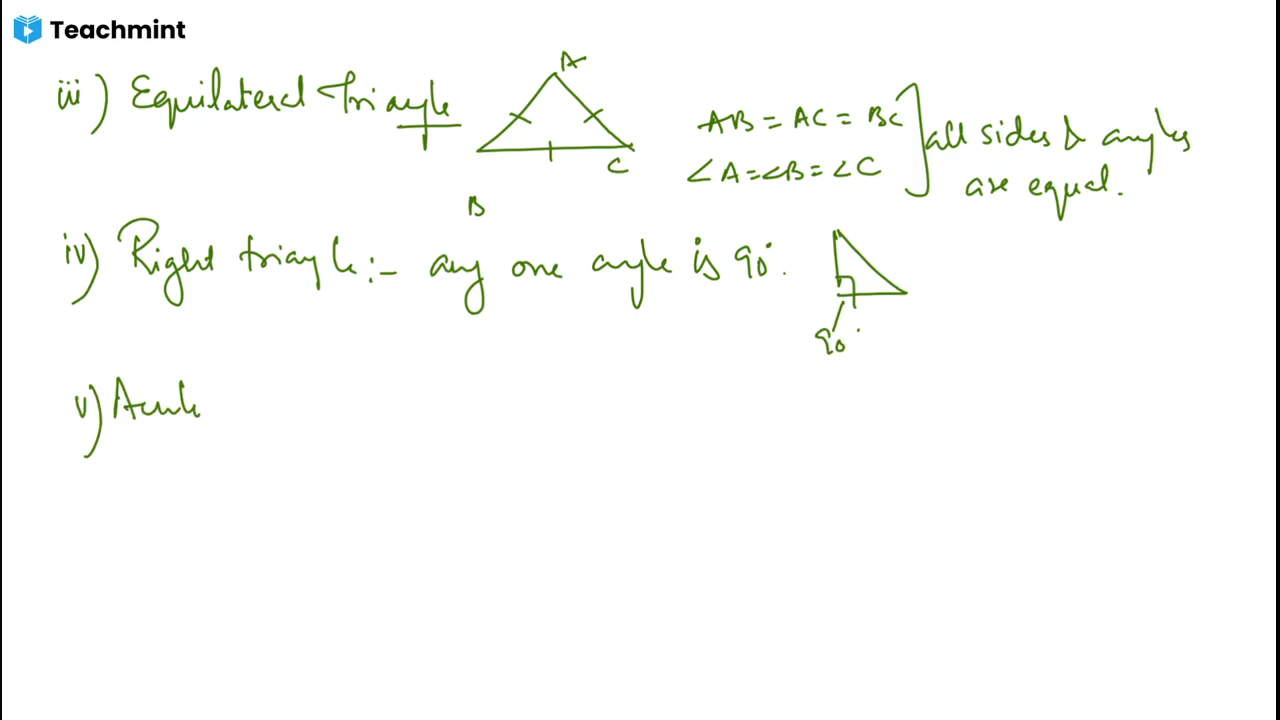 Teachmint
iii) Equilateral triangle
A
B
C
AB = AC = BC
∠A = ∠B = ∠C
all sides & angles
are equal.
iv) Right triangle :- any one angle is 90°.
90°
v) Acute